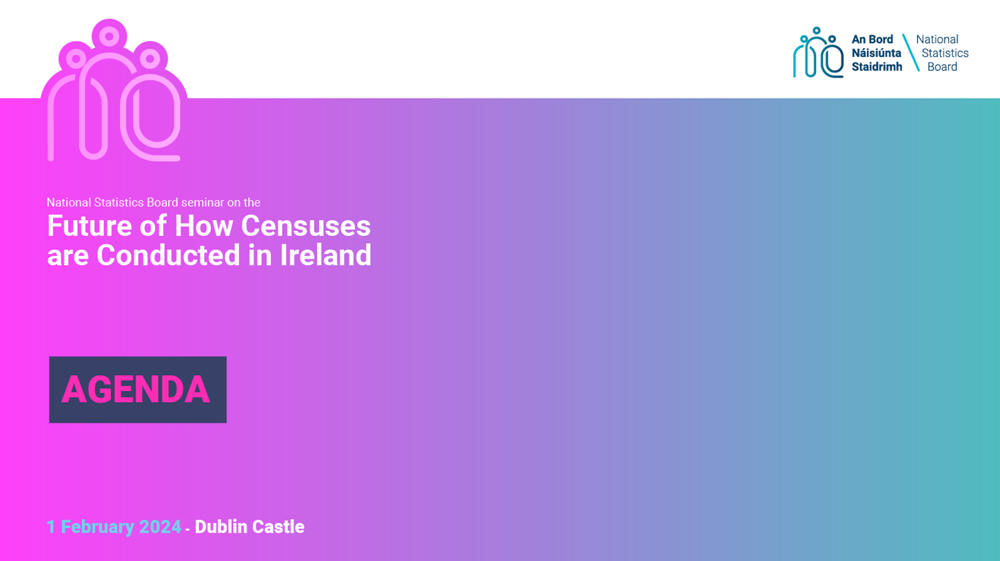 An Bord
Náisiúnta
Staidrimh
National
Statistics
Board
National Statistics Board seminar on the
Future of How Censuses
are Conducted in Ireland
AGENDA
1 February 2024 - Dublin Castle